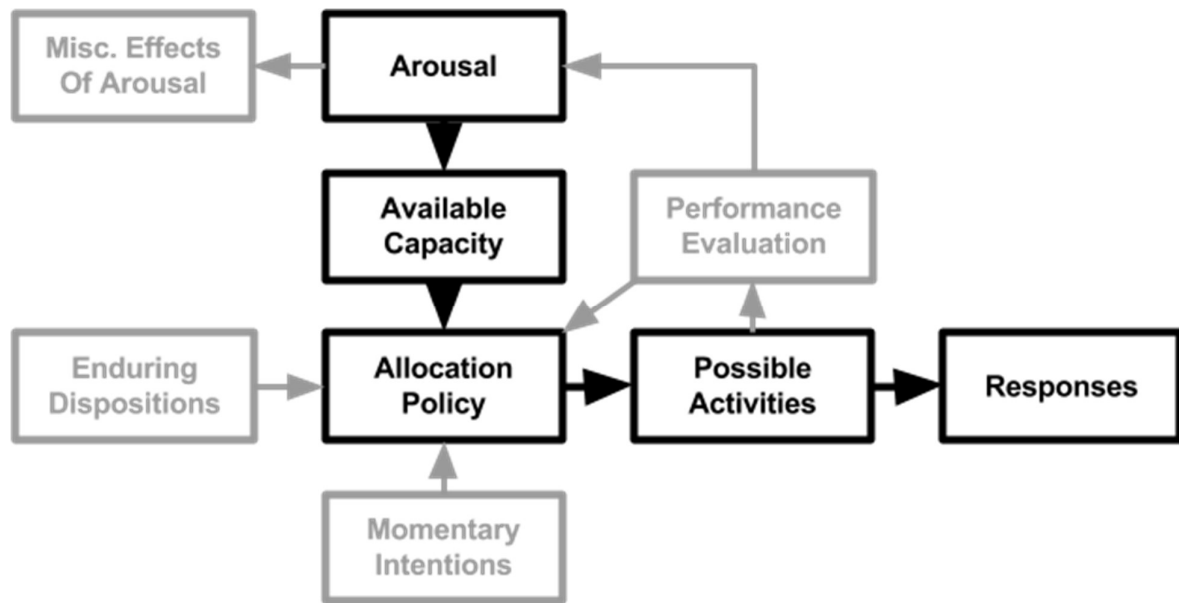 Misc. Effects
Of Arousal
Arousal
Available
Capacity
Performance
Evaluation
Enduring
Dispositions
Allocation
Policy
Possible
Activities
Responses
Momentary
Intentions